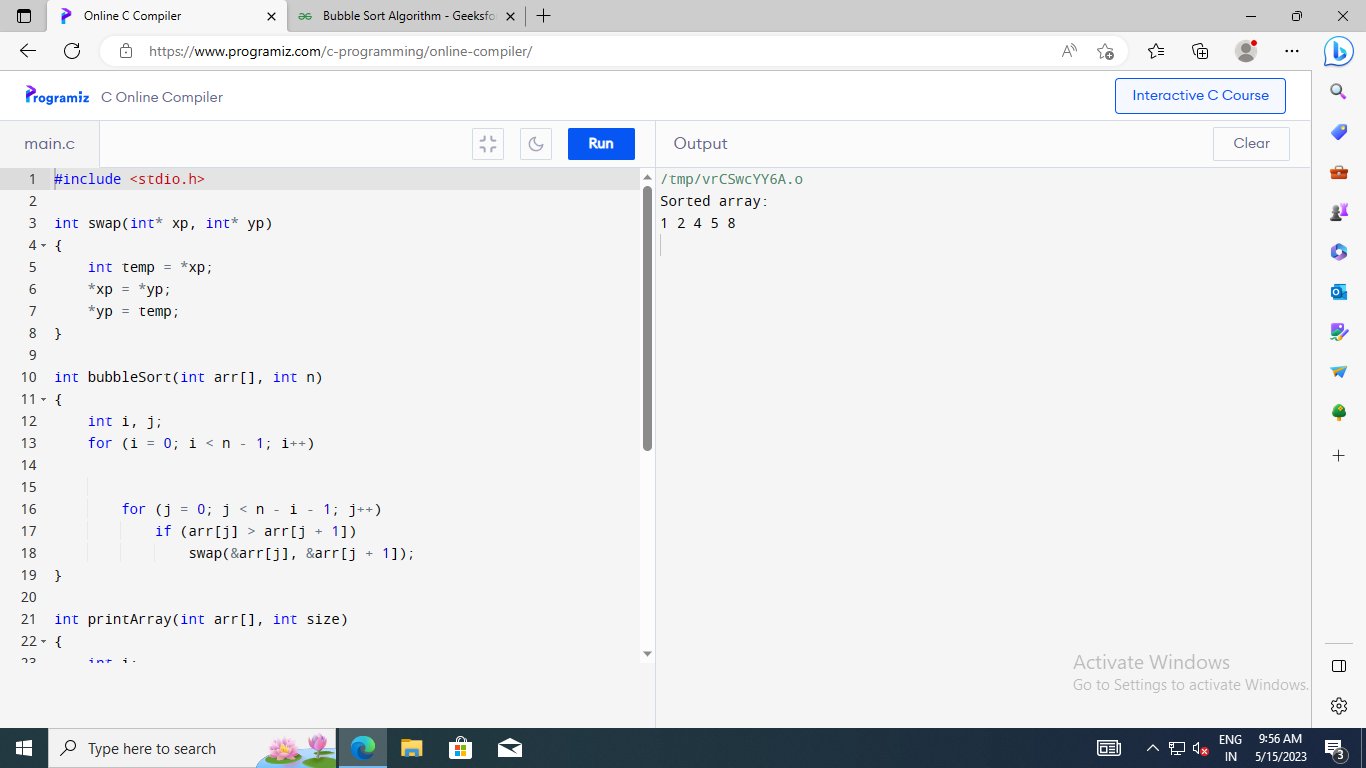 Online C Compiler
Bubble Sort Algorithm - Geeksfo
https://www.programiz.com/c-programming/online-compiler/
Programiz C Online Compiler
Interactive C Course
main.c
Run
Output
Clear
1 #include <stdio.h>
2
3 int swap(int* xp, int* yp)
4 {
5     int temp = *xp;
6     *xp = *yp;
7     *yp = temp;
8 }
9
10 int bubbleSort(int arr[], int n)
11 {
12     int i, j;
13     for (i = 0; i < n - 1; i++)
14
15
16         for (j = 0; j < n - i - 1; j++)
17             if (arr[j] > arr[j + 1])
18                 swap(&arr[j], &arr[j + 1]);
19 }
20
21 int printArray(int arr[], int size)
22 {
23     int i;
/tmp/vrCSwcYY6A.o
Sorted array:
1 2 4 5 8
Activate Windows
Go to Settings to activate Windows.
Type here to search
ENG
IN
9:56 AM
5/15/2023
3